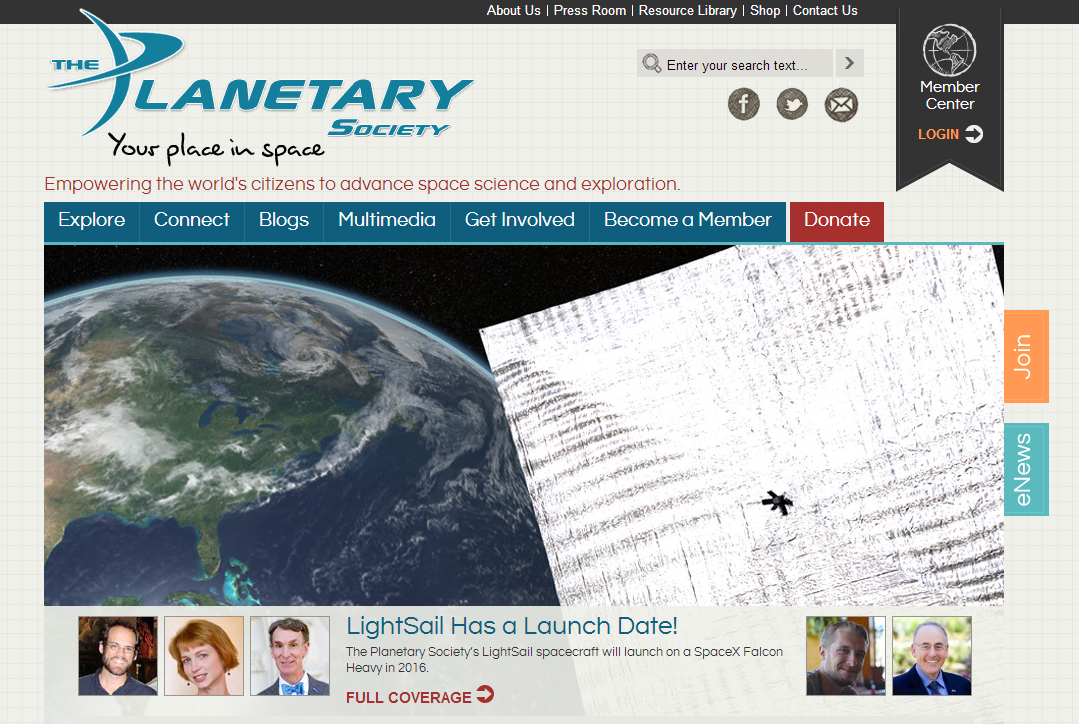 About Us | Press Room | Resource Library | Shop | Contact Us
THE PLANETARY SOCIETY
Your place in space
Enter your search text...
Member
Center
LOGIN
Empowering the world's citizens to advance space science and exploration.
Explore Connect Blogs Multimedia Get Involved Become a Member Donate
Join
eNews
LightSail Has a Launch Date!
The Planetary Society's LightSail spacecraft will launch on a SpaceX Falcon
Heavy in 2016.
FULL COVERAGE